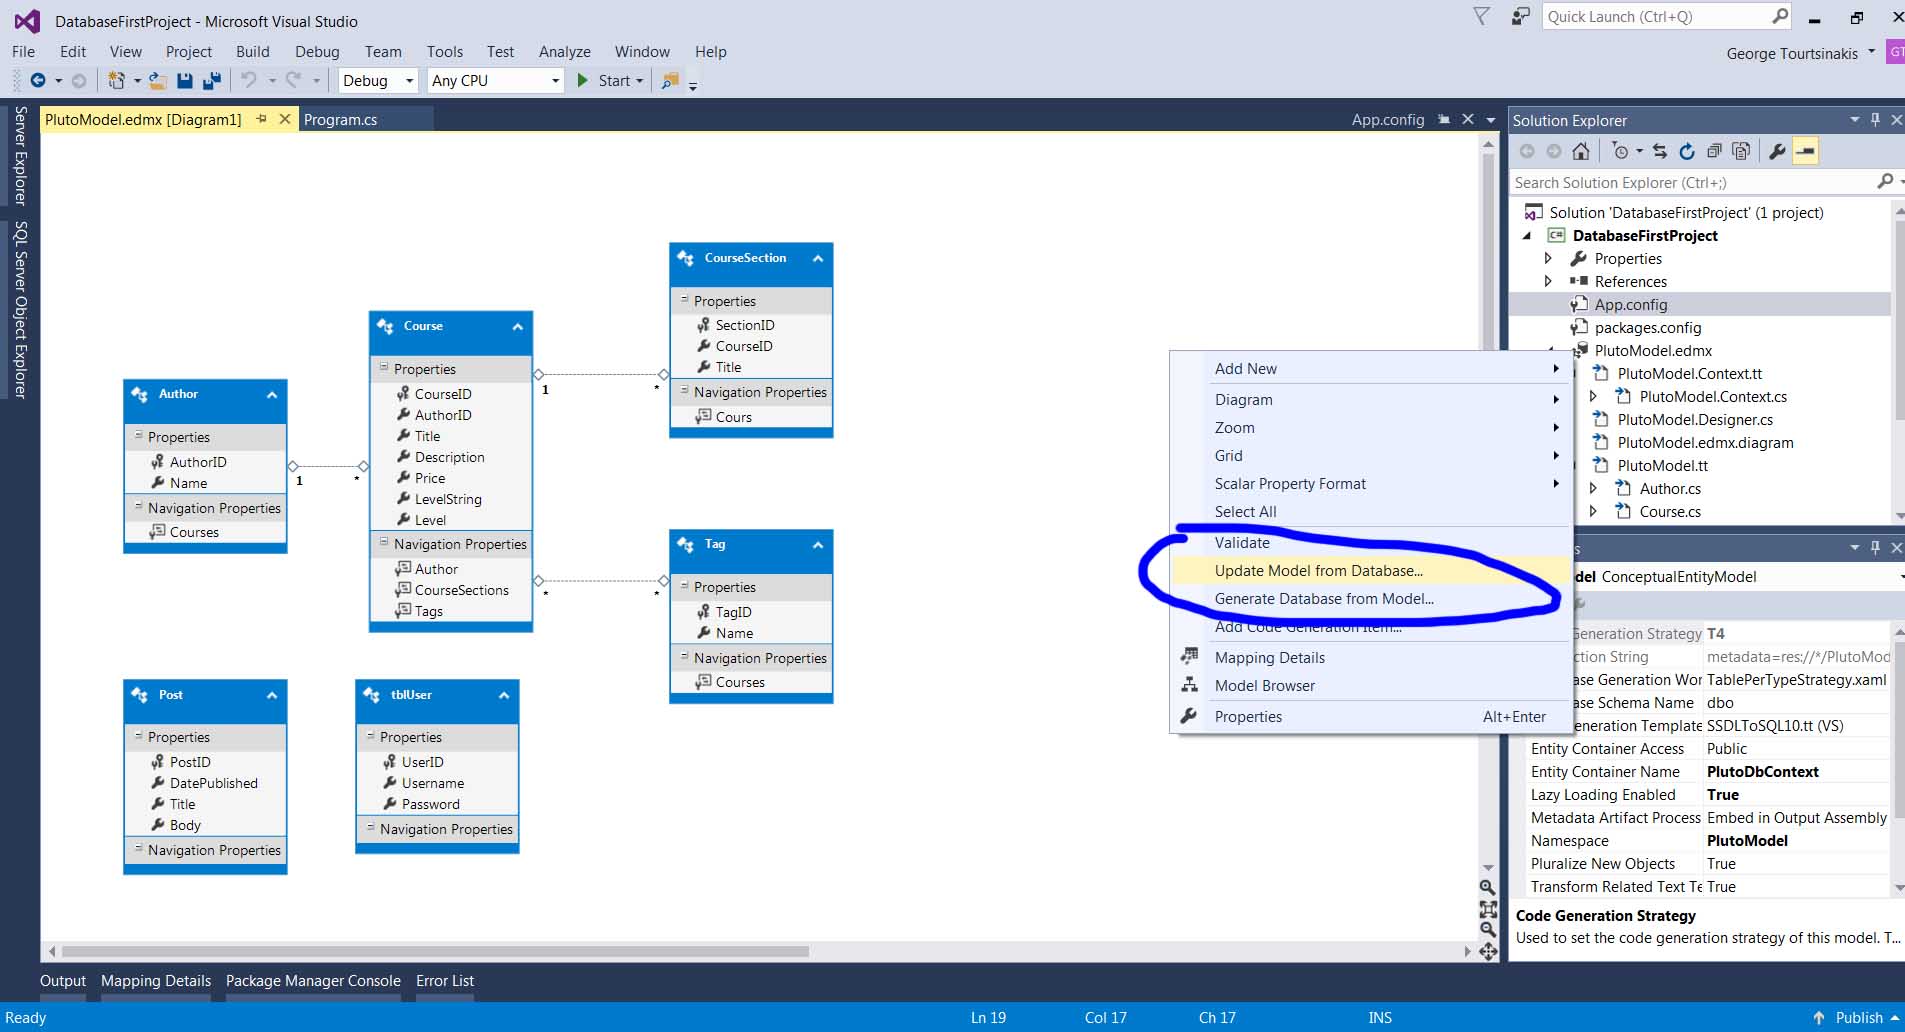 DatabaseFirstProject - Microsoft Visual Studio
Quick Launch (Ctrl+Q)
File Edit View Project Build Debug Team Tools Test Analyze Window Help
George Tourtsinakis
GT
Debug Any CPU Start
Server Explorer
SQL Server Object Explorer
PlutoModel.edmx [Diagram1] Program.cs App.config
Author
Properties
AuthorID
Name
Navigation Properties
Courses
1 *
Course
Properties
CourseID
AuthorID
Title
Description
Price
LevelString
Level
Navigation Properties
Author
CourseSections
Tags
1 *
* *
CourseSection
Properties
SectionID
CourseID
Title
Navigation Properties
Cours
Tag
Properties
TagID
Name
Navigation Properties
Courses
Post
Properties
PostID
DatePublished
Title
Body
Navigation Properties
tblUser
Properties
UserID
Username
Password
Navigation Properties
Add New
Diagram
Zoom
Grid
Scalar Property Format
Select All
Validate
Update Model from Database...
Generate Database from Model...
Add Code Generation Item...
Mapping Details
Model Browser
Properties Alt+Enter
Solution Explorer
Search Solution Explorer (Ctrl+;)
Solution 'DatabaseFirstProject' (1 project)
C# DatabaseFirstProject
Properties
References
App.config
packages.config
PlutoModel.edmx
PlutoModel.Context.tt
PlutoModel.Context.cs
PlutoModel.Designer.cs
PlutoModel.edmx.diagram
PlutoModel.tt
Author.cs
Course.cs
s
del ConceptualEntityModel
Generation Strategy T4
ction String metadata=res://*/PlutoMod
ase Generation Wor TablePerTypeStrategy.xaml
ase Schema Name dbo
eneration Template SSDLToSQL10.tt (VS)
Entity Container Access Public
Entity Container Name PlutoDbContext
Lazy Loading Enabled True
Metadata Artifact Process Embed in Output Assembly
Namespace PlutoModel
Pluralize New Objects True
Transform Related Text Te True
Code Generation Strategy
Used to set the code generation strategy of this model. T...
Output Mapping Details Package Manager Console Error List
Ready Ln 19 Col 17 Ch 17 INS Publish